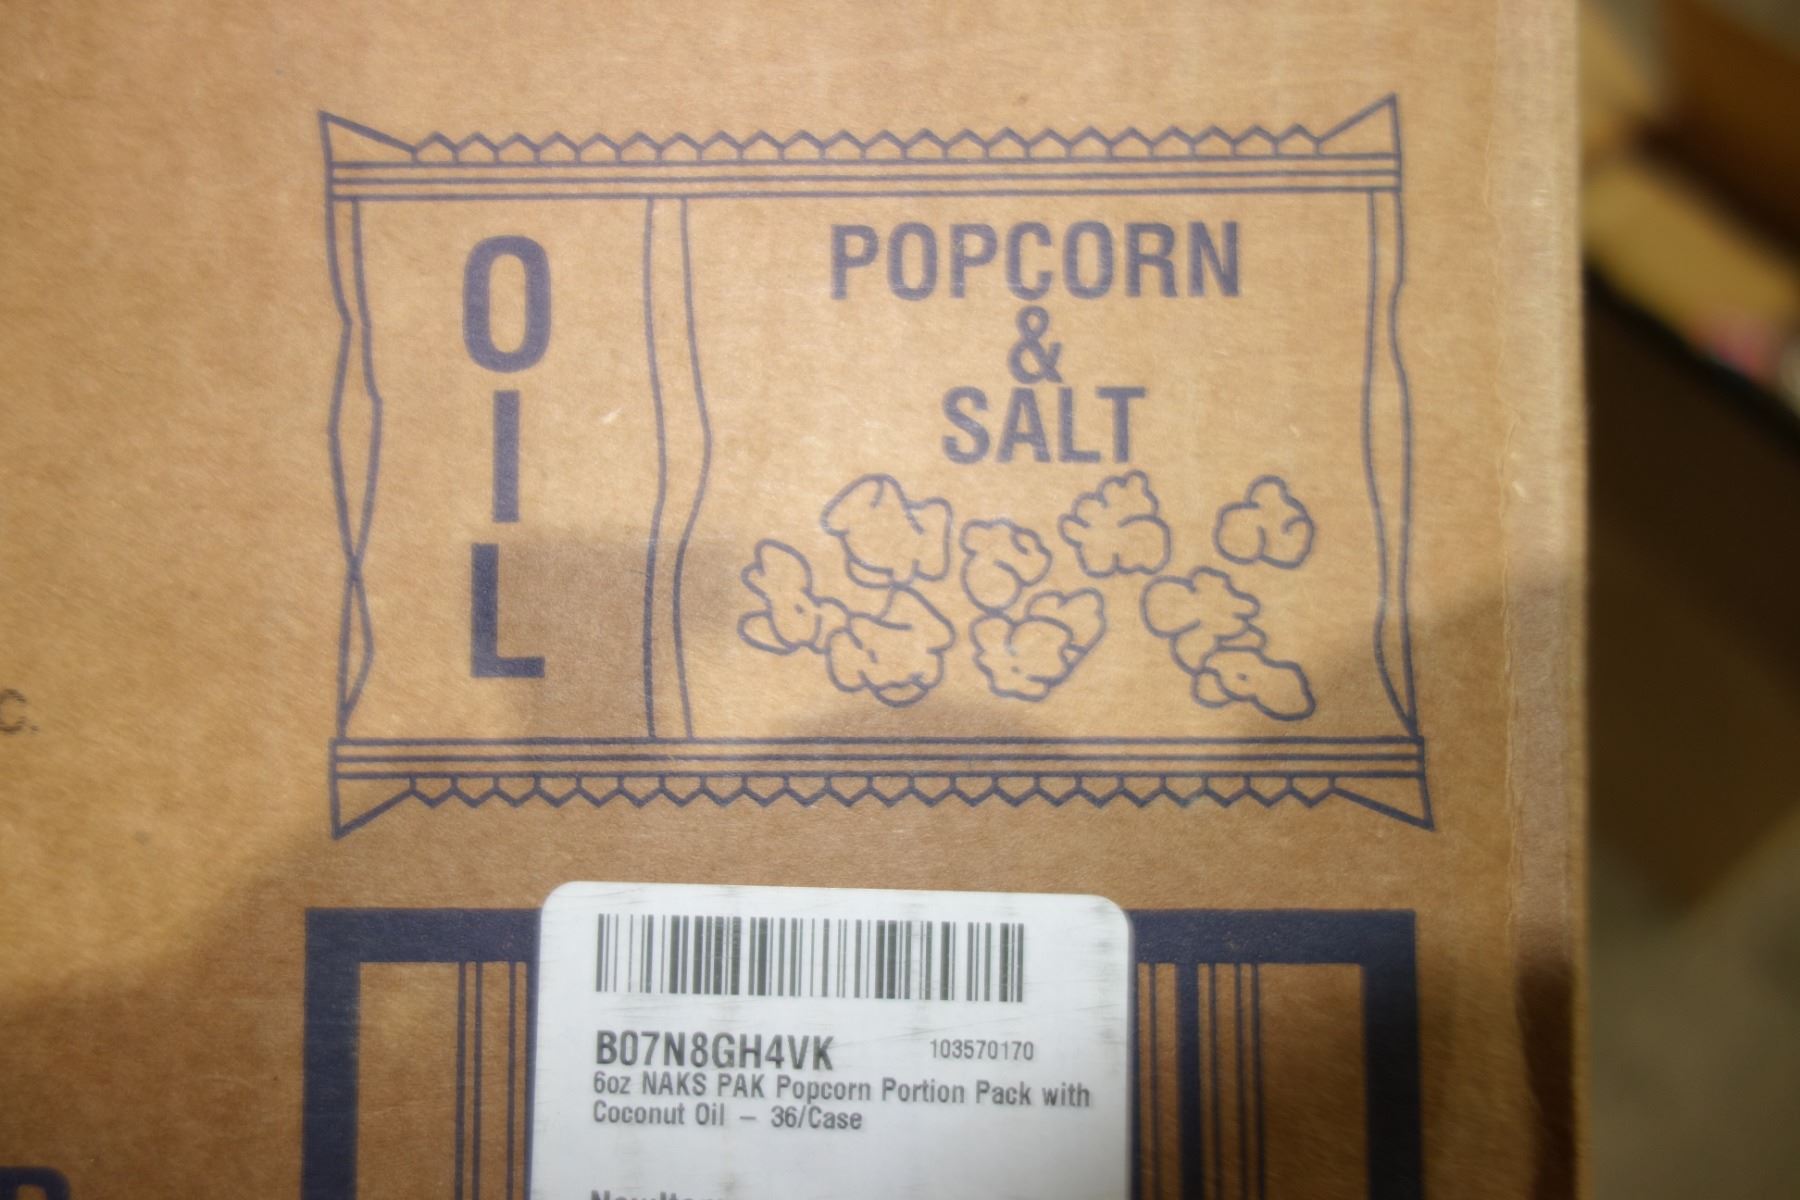 OIL
POPCORN
&
SALT
C.
B07N8GH4VK 103570170
6oz NAKS PAK Popcorn Portion Pack with
Coconut Oil – 36/Case